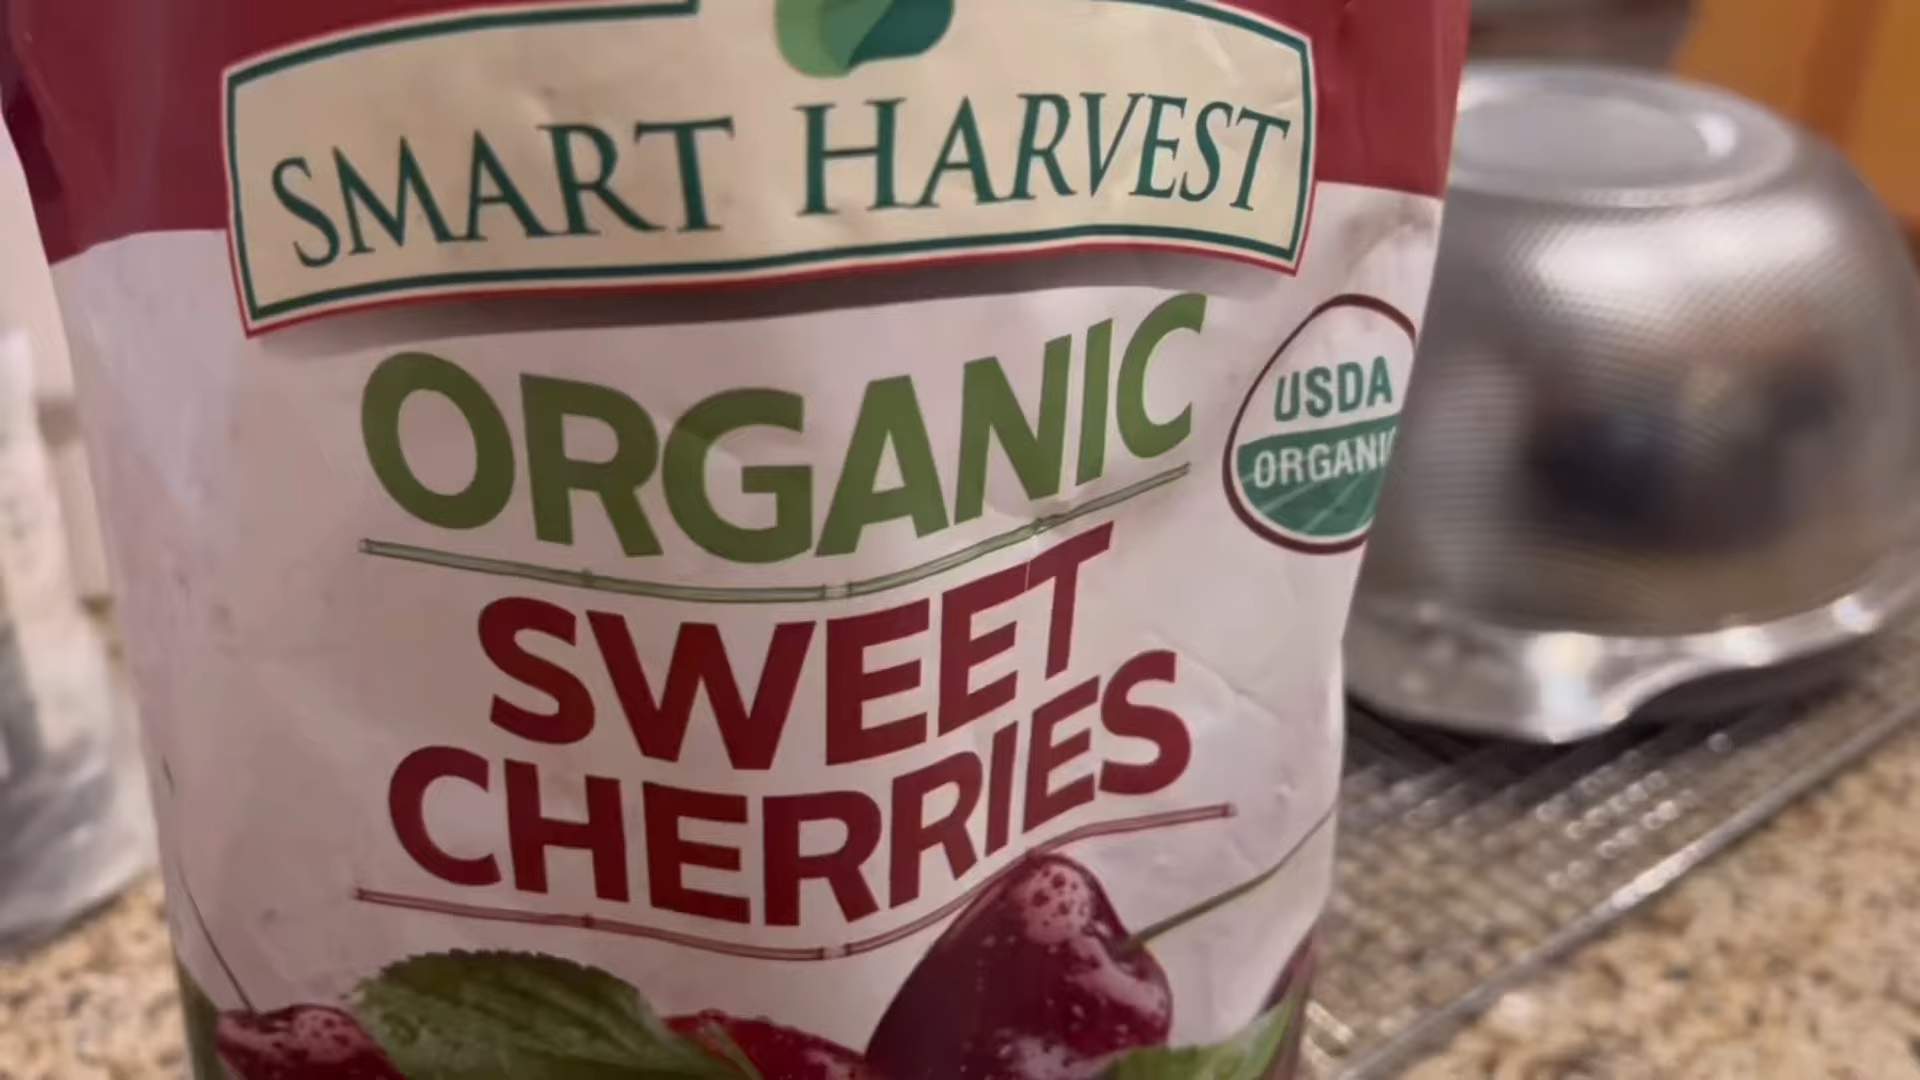 SMART HARVEST
ORGANIC
USDA
ORGANIC
SWEET
CHERRIES